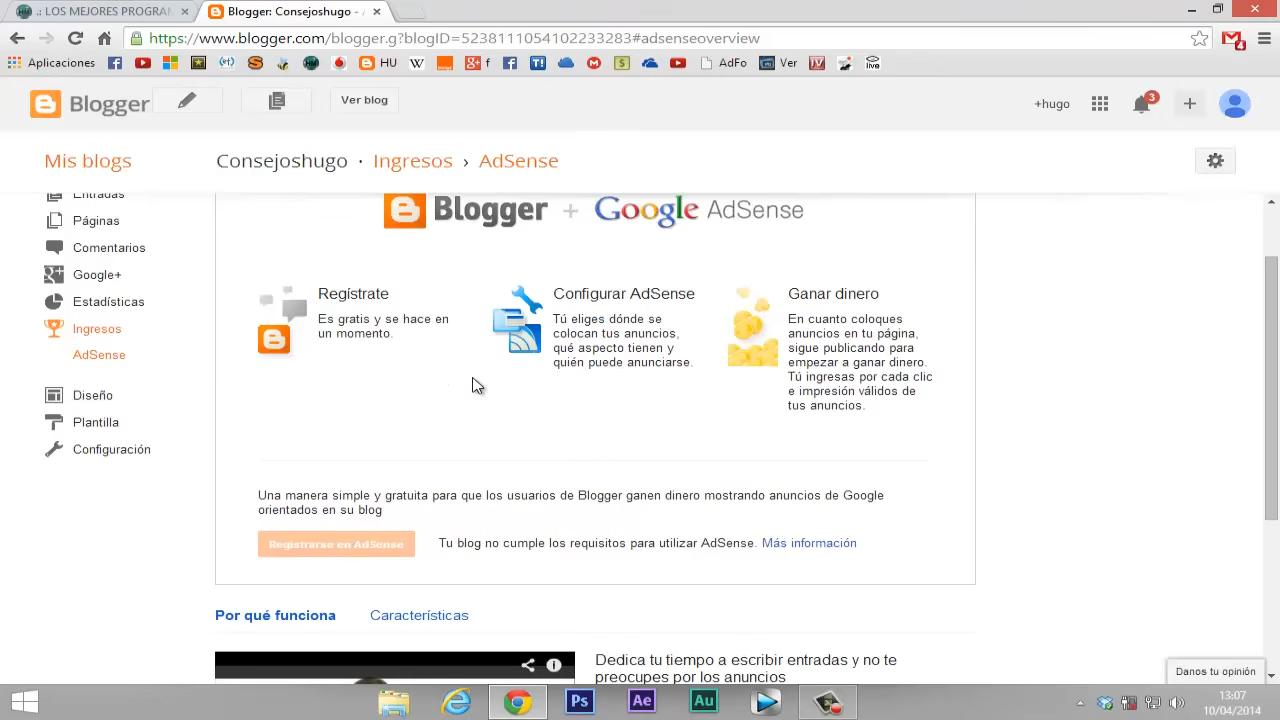 .: LOS MEJORES PROGRAM
Blogger: Consejoshugo -
https://www.blogger.com/blogger.g?blogID=5238111054102233283#adsenseoverview
Aplicaciones HU f AdFo Ver live
Blogger Ver blog +hugo 3
Mis blogs Consejoshugo · Ingresos › AdSense
Entradas
Páginas
Comentarios
Google+
Estadísticas
Ingresos
AdSense
Diseño
Plantilla
Configuración
Blogger + Google AdSense
Regístrate
Es gratis y se hace en
un momento.
Configurar AdSense
Tú eliges dónde se
colocan tus anuncios,
qué aspecto tienen y
quién puede anunciarse.
Ganar dinero
En cuanto coloques
anuncios en tu página,
sigue publicando para
empezar a ganar dinero.
Tú ingresas por cada clic
e impresión válidos de
tus anuncios.
Una manera simple y gratuita para que los usuarios de Blogger ganen dinero mostrando anuncios de Google
orientados en su blog
Registrarse en AdSense Tu blog no cumple los requisitos para utilizar AdSense. Más información
Por qué funciona Características
Dedica tu tiempo a escribir entradas y no te
preocupes por los anuncios
Danos tu opinión
Ps Ae Au
13:07
10/04/2014